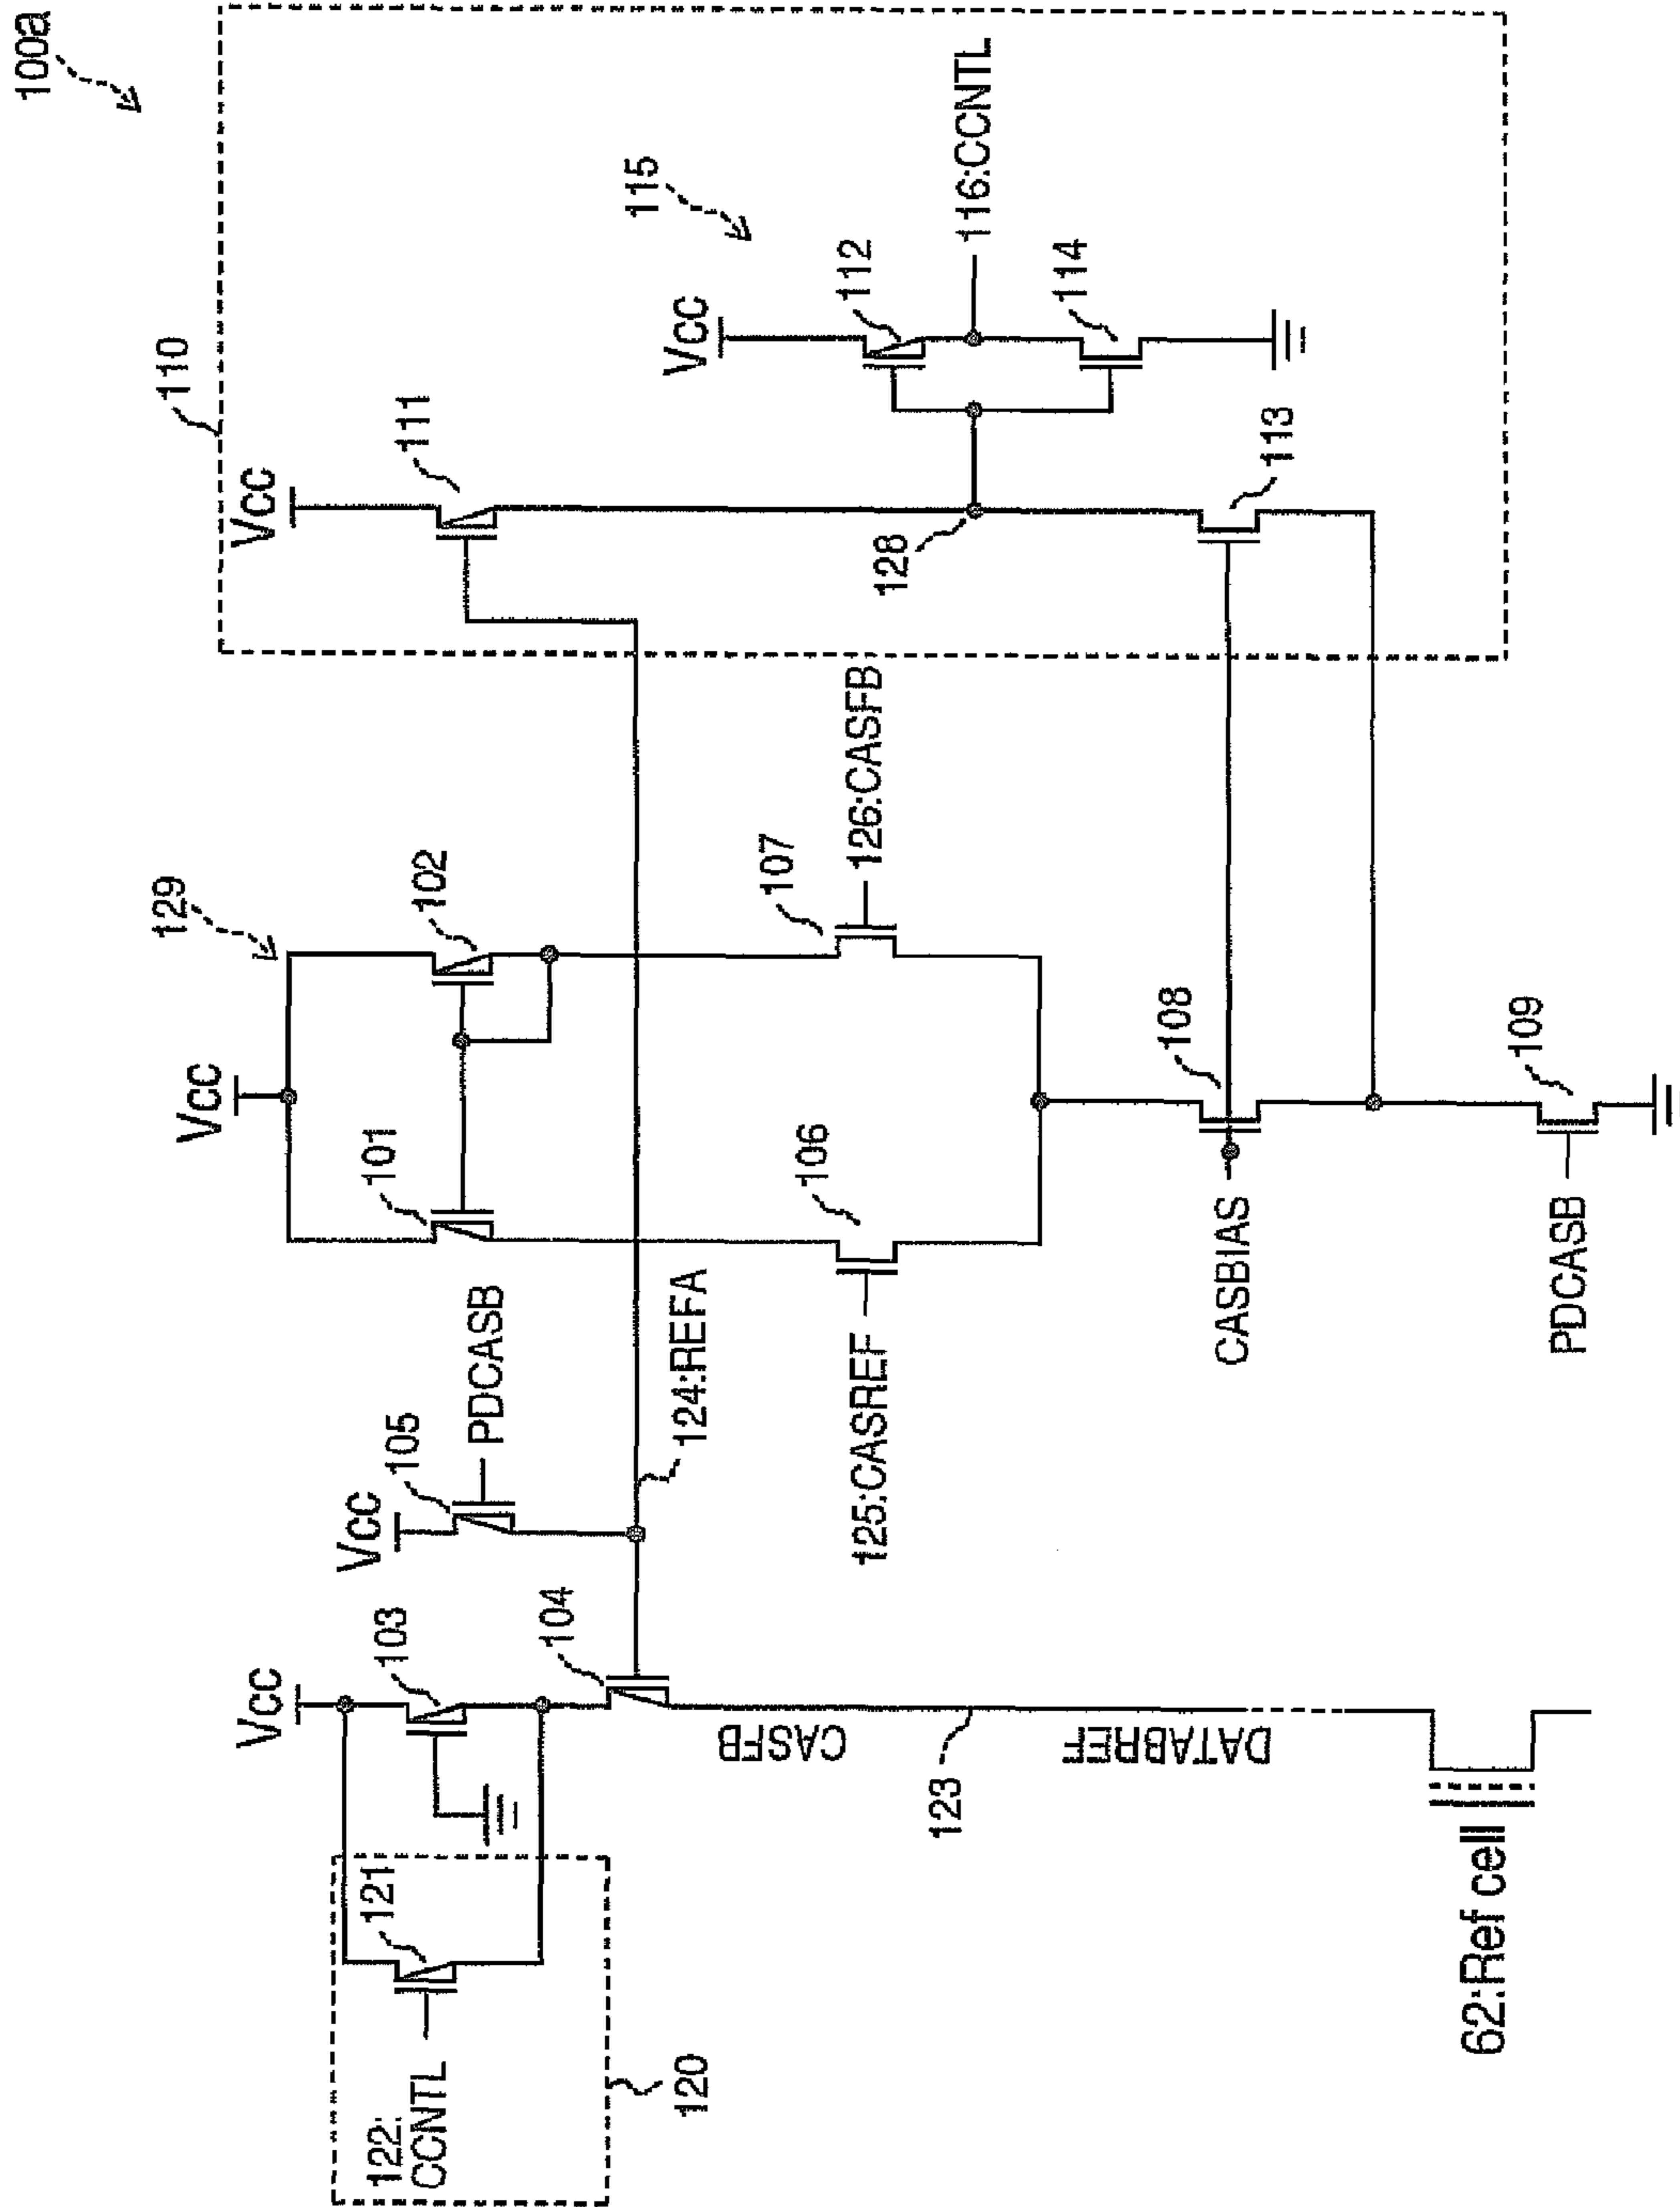 100a
110
Vcc
111
115
Vcc
112
116:CCNTL
114
128
113
129
Vcc
101
102
107
126:CASFB
106
125:CASREF
108
CASBIAS
109
PDCASB
Vcc
105
PDCASB
124:REFA
Vcc
103
104
CASFB
123
DATABREF
62:Ref cell
121
122:
CCNTL
120